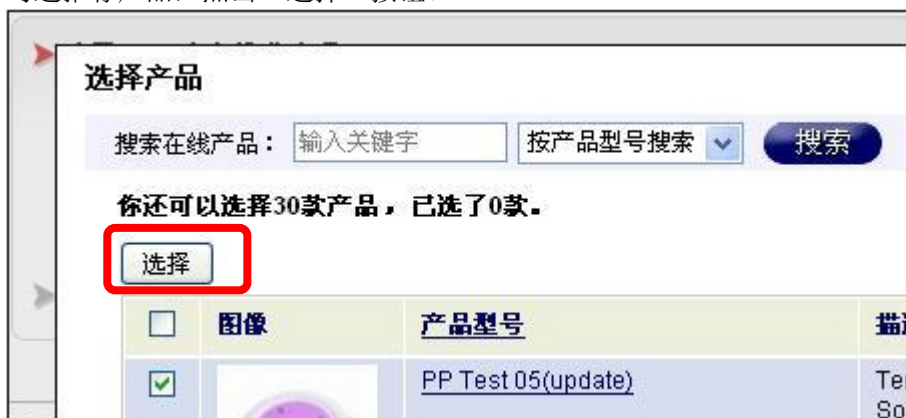 选择产品
搜索在线产品： 输入关键字 按产品型号搜索 搜索
你还可以选择30款产品，已选了0款。
选择
图像 产品型号
PP Test 05(update)